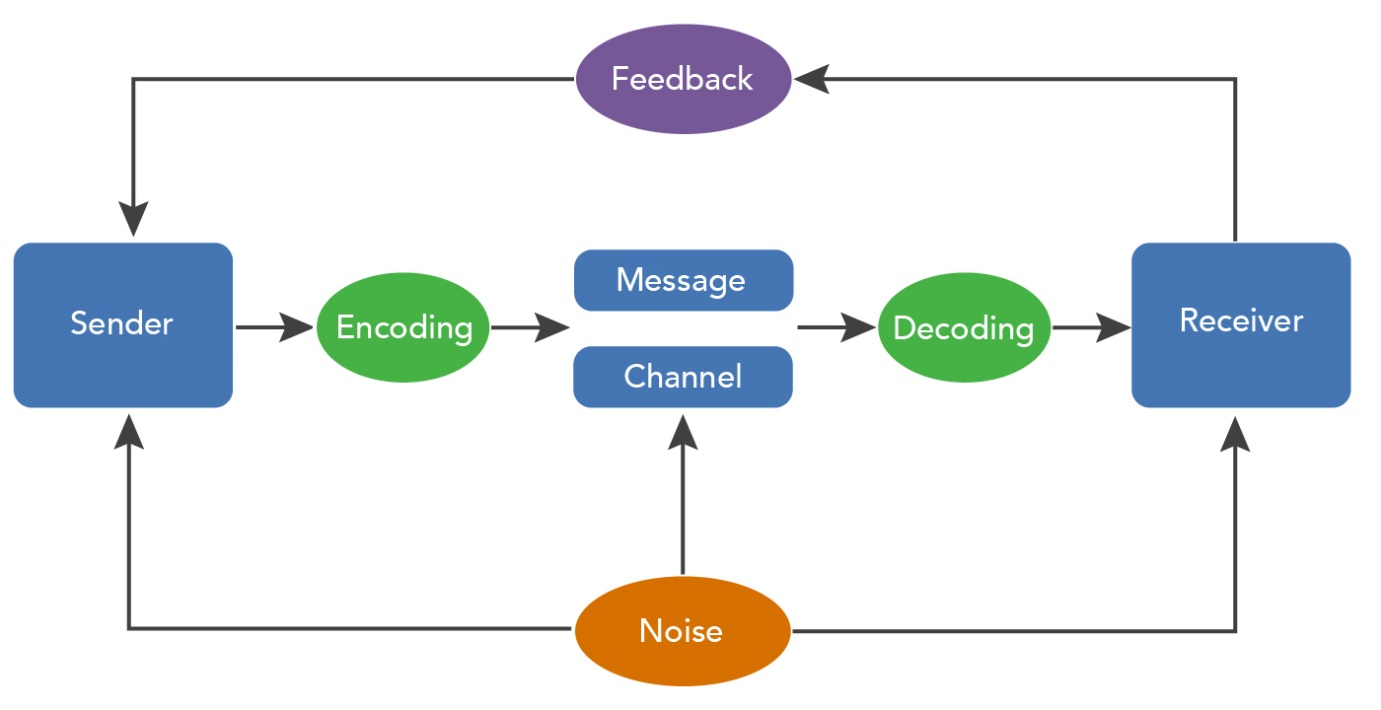 Feedback
Sender
Encoding
Message
Channel
Decoding
Receiver
Noise